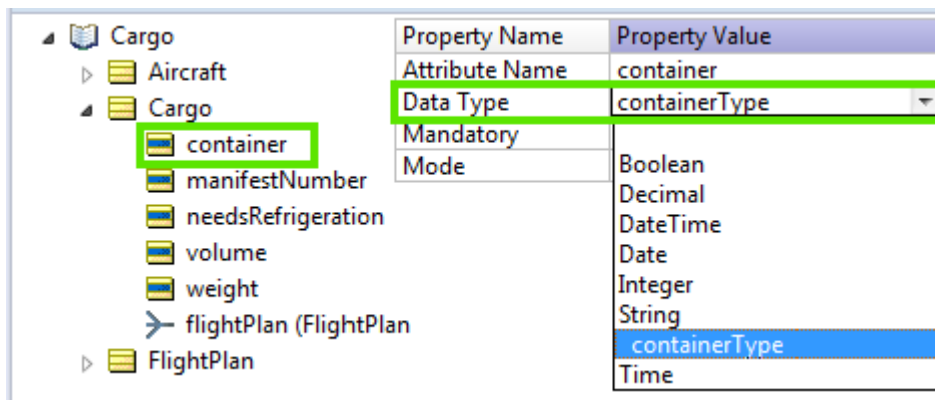 Cargo
Aircraft
Cargo
container
manifestNumber
needsRefrigeration
volume
weight
flightPlan (FlightPlan
FlightPlan
Property Name Property Value
Attribute Name container
Data Type containerType
Mandatory
Mode
Boolean
Decimal
DateTime
Date
Integer
String
containerType
Time